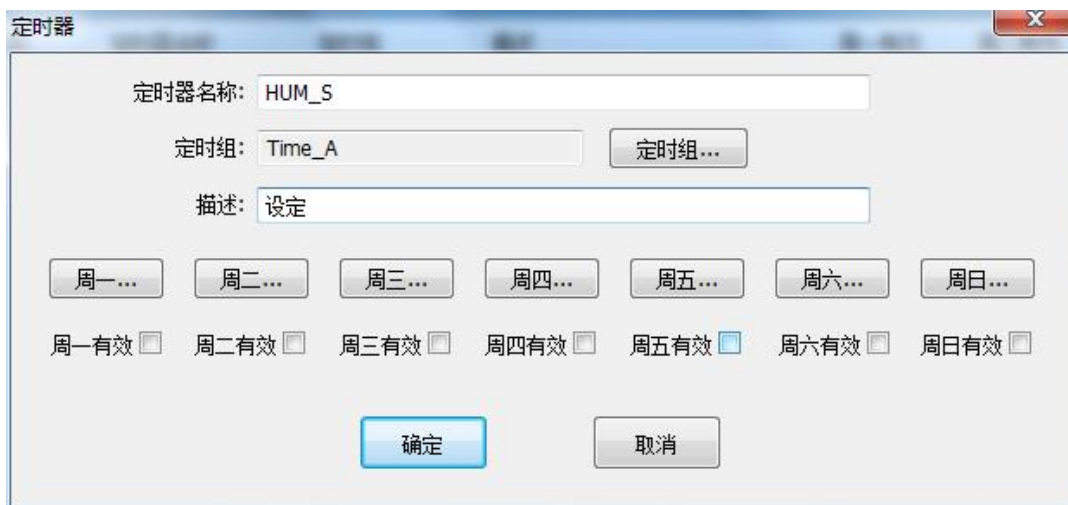 定时器
定时器名称: HUM_S
定时组: Time_A 定时组...
描述: 设定
周一... 周二... 周三... 周四... 周五... 周六... 周日...
周一有效 周二有效 周三有效 周四有效 周五有效 周六有效 周日有效
确定 取消